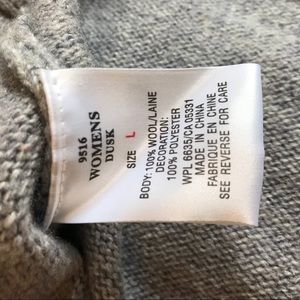 9516
WOMENS
DUSK
SIZE L
BODY: 100% WOOL/LAINE
DECORATION:
100% POLYESTER
WPL 6635/CA 05331
MADE IN CHINA
FABRIQUE EN CHINE
SEE REVERSE FOR CARE